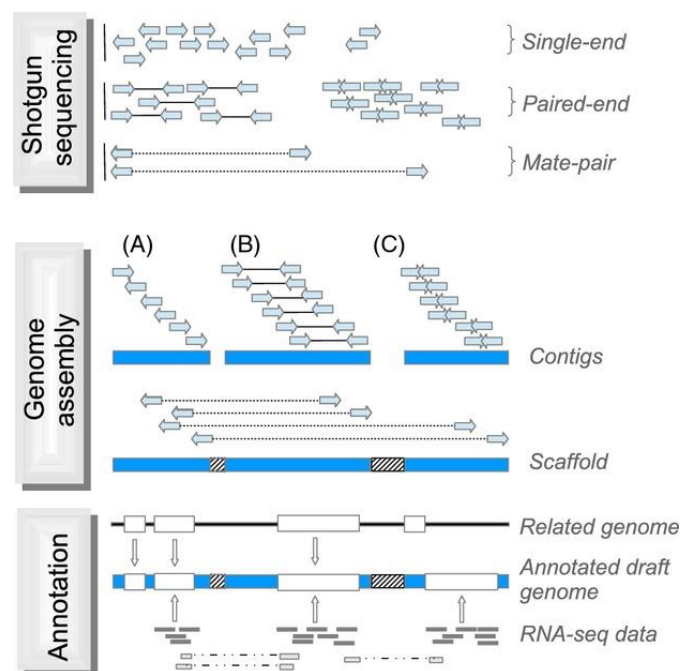 Shotgun
sequencing
Single-end
Paired-end
Mate-pair
Genome
assembly
(A)
(B)
(C)
Contigs
Scaffold
Annotation
Related genome
Annotated draft
genome
RNA-seq data